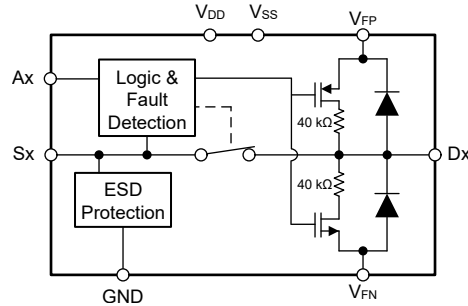 VDD
VSS
VFP
Ax
Logic &
Fault
Detection
40 kΩ
Sx
Dx
40 kΩ
ESD
Protection
GND
VFN